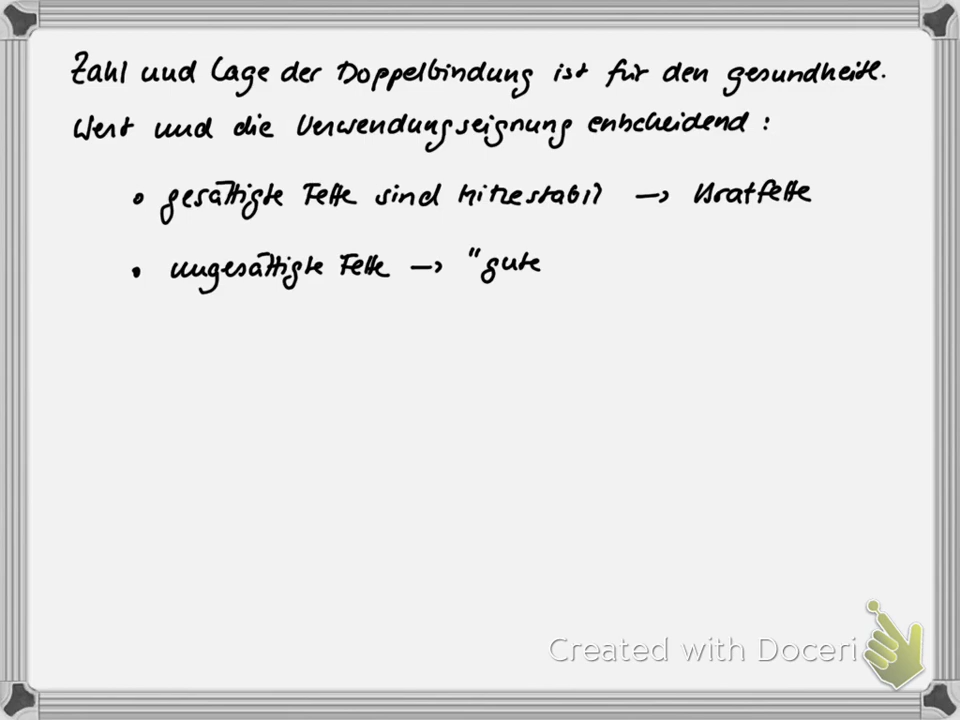 Zahl und Lage der Doppelbindung ist für den gesundheitl.
Wert und die Verwendungseignung entscheidend:
• gesättigte Fette sind hitzestabil → Bratfette
• ungesättigte Fette → "gute
Created with Doceri